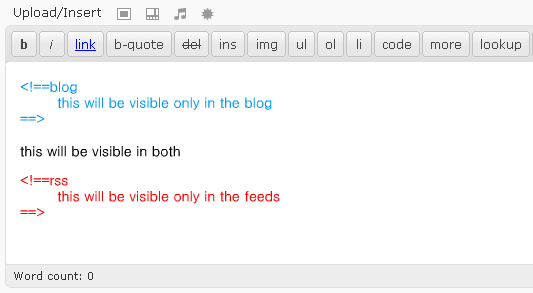 Upload/Insert
b i link b-quote del ins img ul ol li code more lookup
<!==blog
this will be visible only in the blog
==>
this will be visible in both
<!==rss
this will be visible only in the feeds
==>
Word count: 0